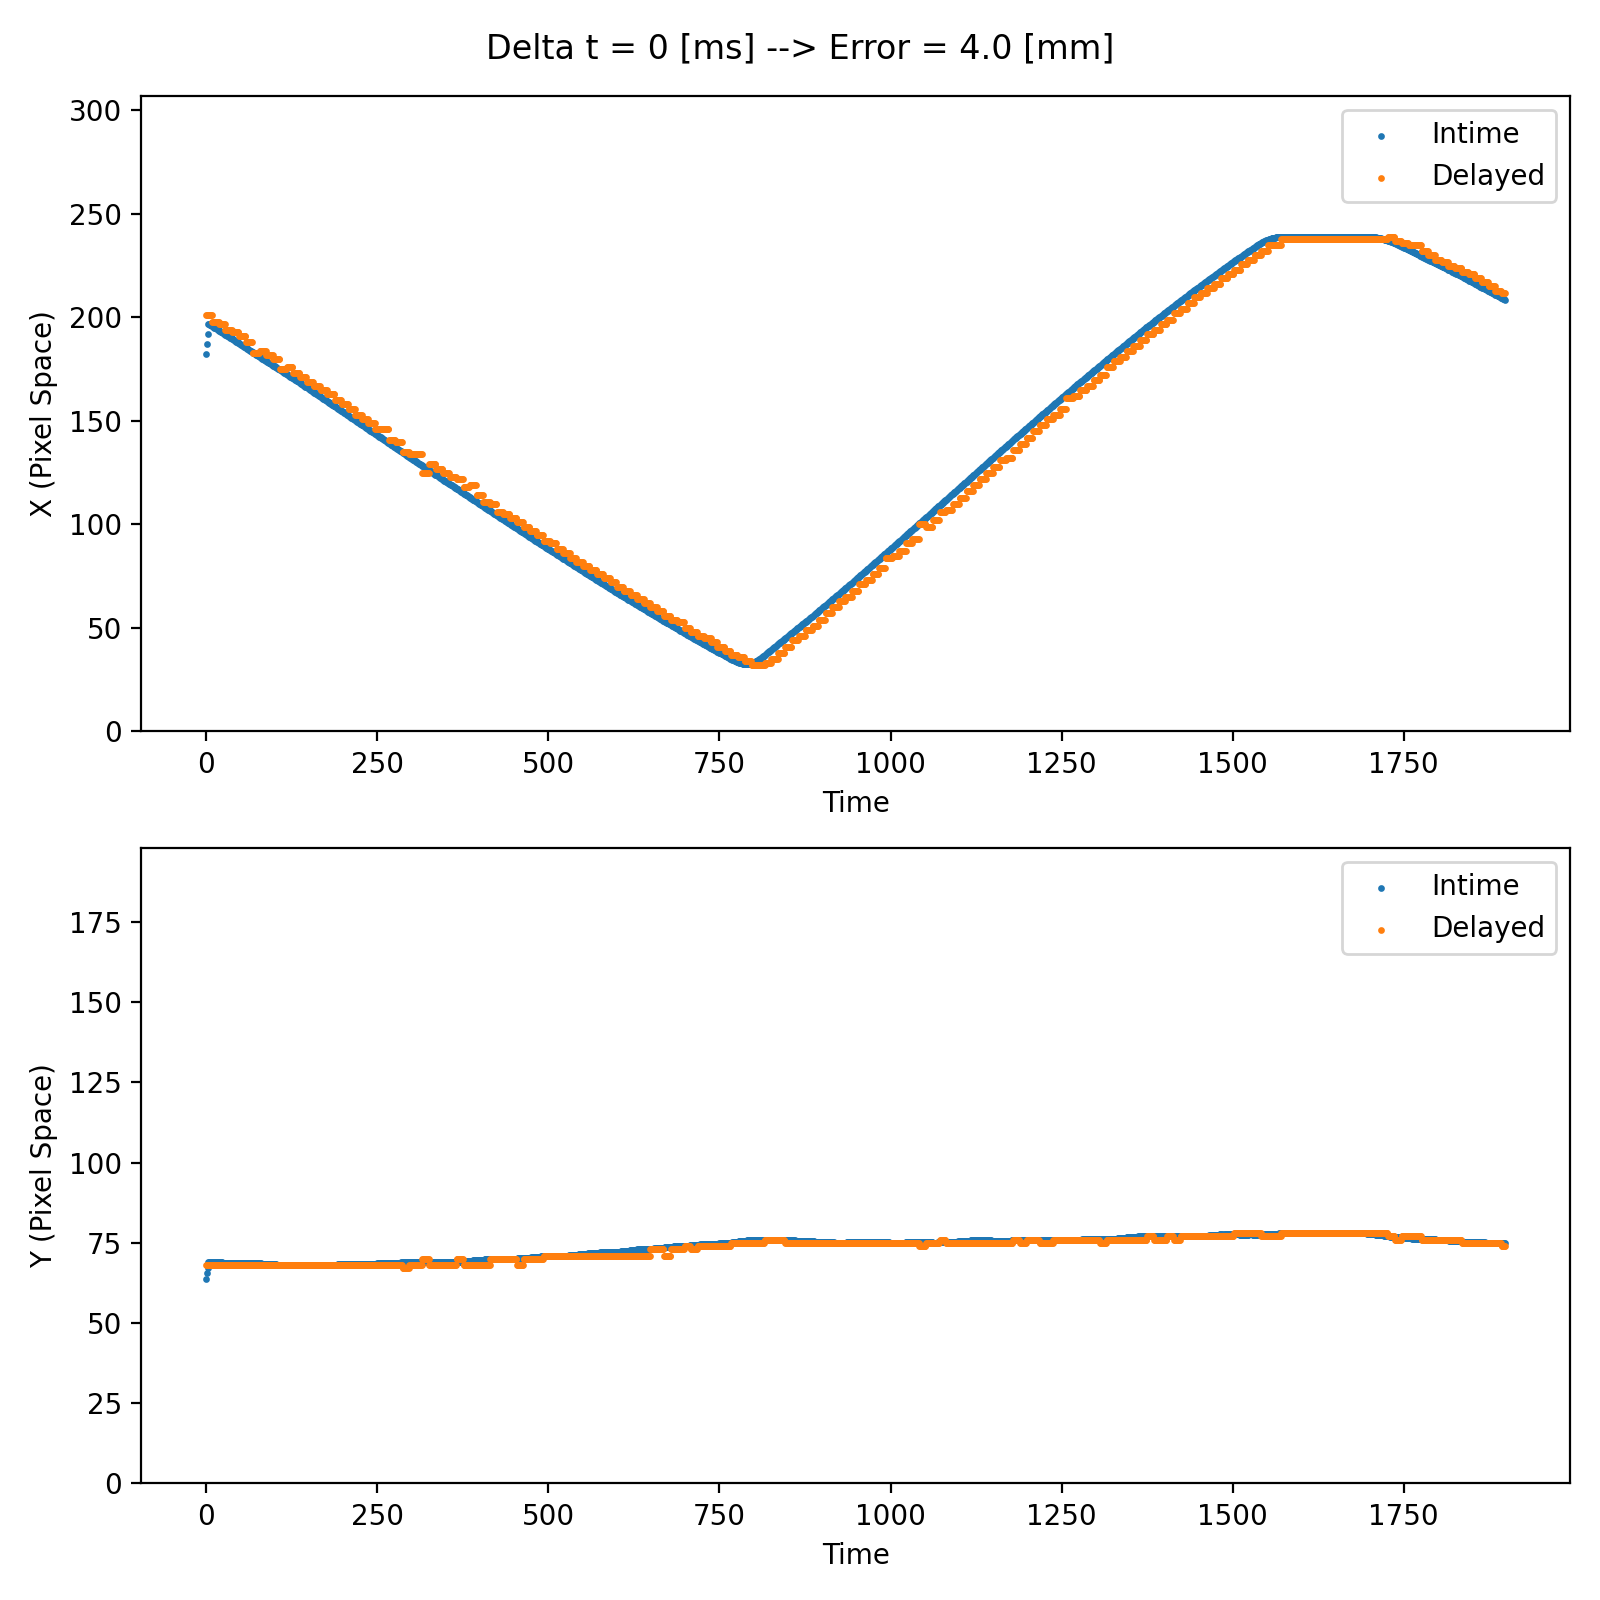 Delta t = 0 [ms] --> Error = 4.0 [mm]
300
250
200
150
100
50
0
X (Pixel Space)
Intime
Delayed
0 250 500 750 1000 1250 1500 1750
Time
175
150
125
100
75
50
25
0
Y (Pixel Space)
Intime
Delayed
0 250 500 750 1000 1250 1500 1750
Time